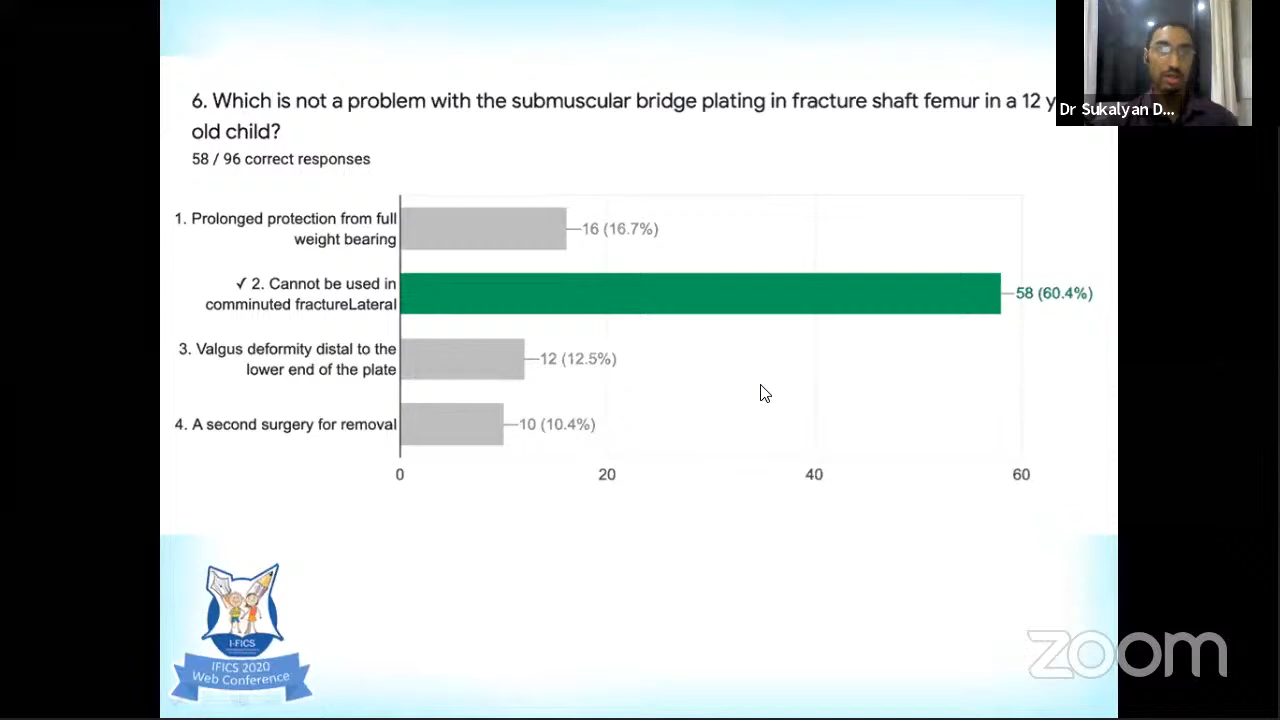 6. Which is not a problem with the submuscular bridge plating in fracture shaft femur in a 12 y
old child?
58 / 96 correct responses
1. Prolonged protection from full
weight bearing
16 (16.7%)
✓ 2. Cannot be used in
comminuted fractureLateral
58 (60.4%)
3. Valgus deformity distal to the
lower end of the plate
12 (12.5%)
4. A second surgery for removal
10 (10.4%)
0 20 40 60
Dr Sukalyan D...
I-FICS
IFICS 2020
Web Conference
zoom